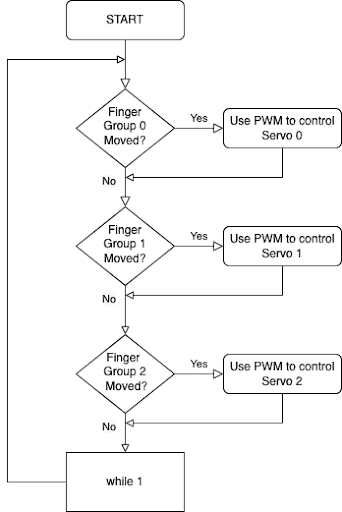 START
Finger
Group 0
Moved?
Yes
Use PWM to control
Servo 0
No
Finger
Group 1
Moved?
Yes
Use PWM to control
Servo 1
No
Finger
Group 2
Moved?
Yes
Use PWM to control
Servo 2
No
while 1